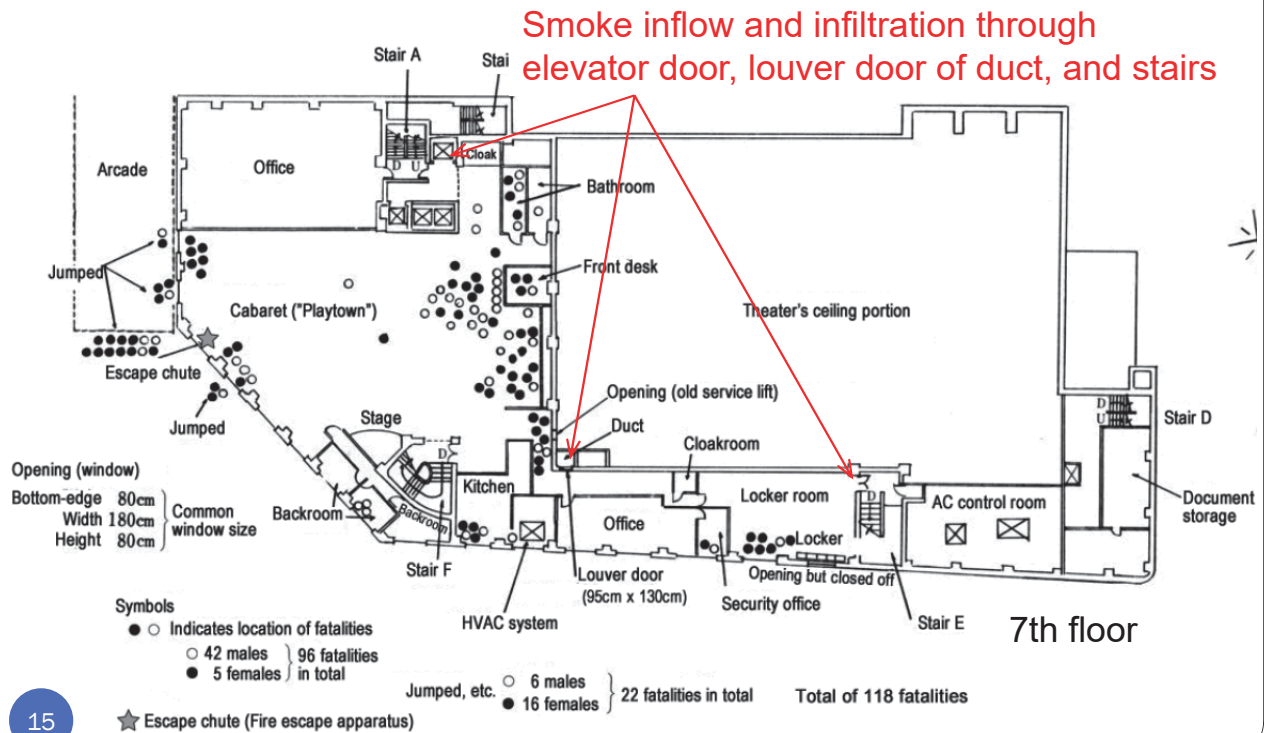 Smoke inflow and infiltration through
elevator door, louver door of duct, and stairs
Stair A
Stai
Arcade
Office
D U
Cloak
Bathroom
Jumped
Front desk
Cabaret ("Playtown")
Theater's ceiling portion
Escape chute
Opening (old service lift)
Duct
Jumped
Stage
D
Cloakroom
D
U
Stair D
Opening (window)
Bottom-edge 80cm
Width 180cm
Height 80cm
Common
window size
Backroom
Backroom
Kitchen
Office
Locker room
D
AC control room
Document
storage
Locker
Stair F
Opening but closed off
Louver door
(95cm x 130cm)
Security office
HVAC system
Stair E
7th floor
Symbols
Indicates location of fatalities
42 males
5 females
96 fatalities
in total
Jumped, etc.
6 males
16 females
22 fatalities in total
Total of 118 fatalities
15
Escape chute (Fire escape apparatus)